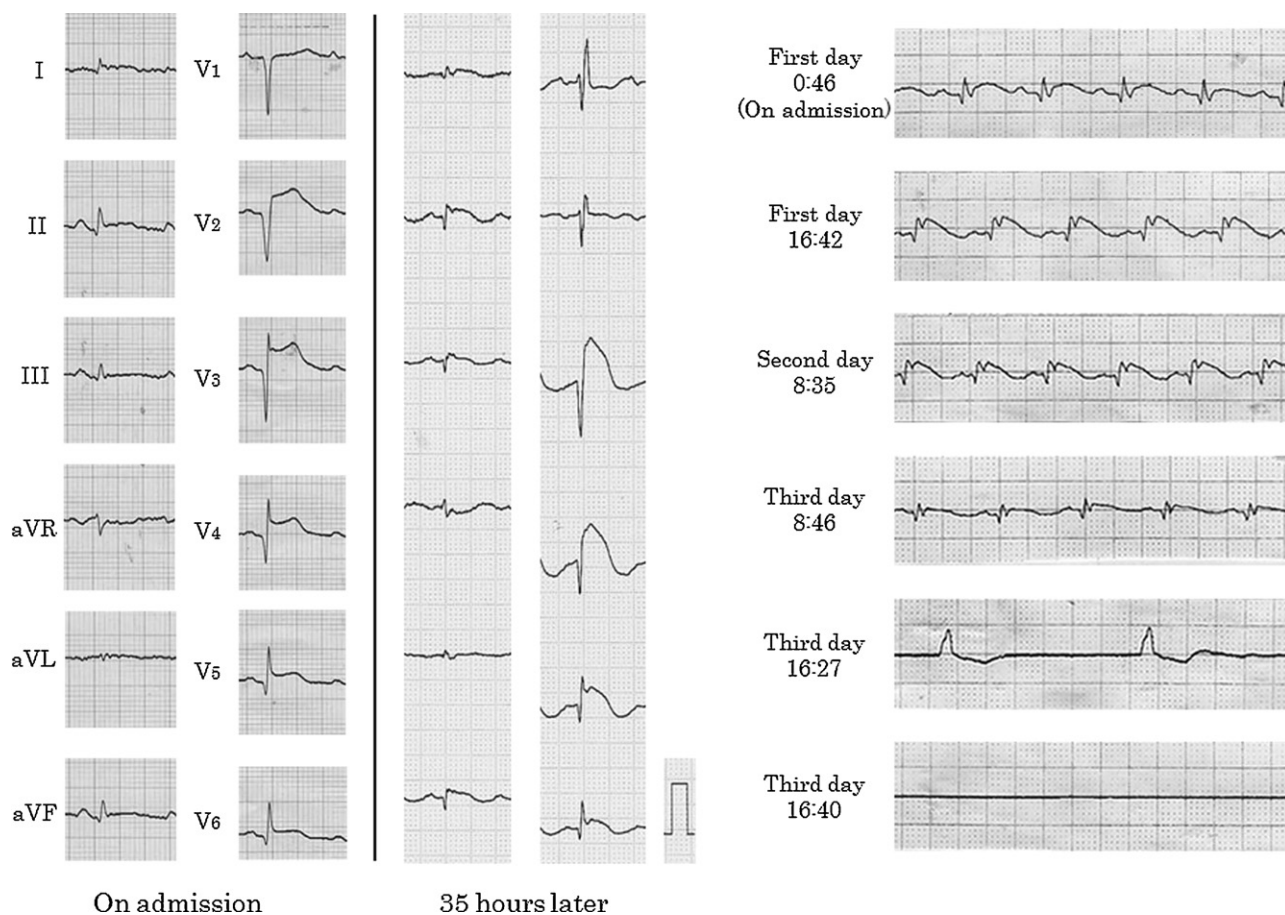 I
V1
II
V2
III
V3
aVR
V4
aVL
V5
aVF
V6
On admission
35 hours later
First day
0:46
(On admission)
First day
16:42
Second day
8:35
Third day
8:46
Third day
16:27
Third day
16:40